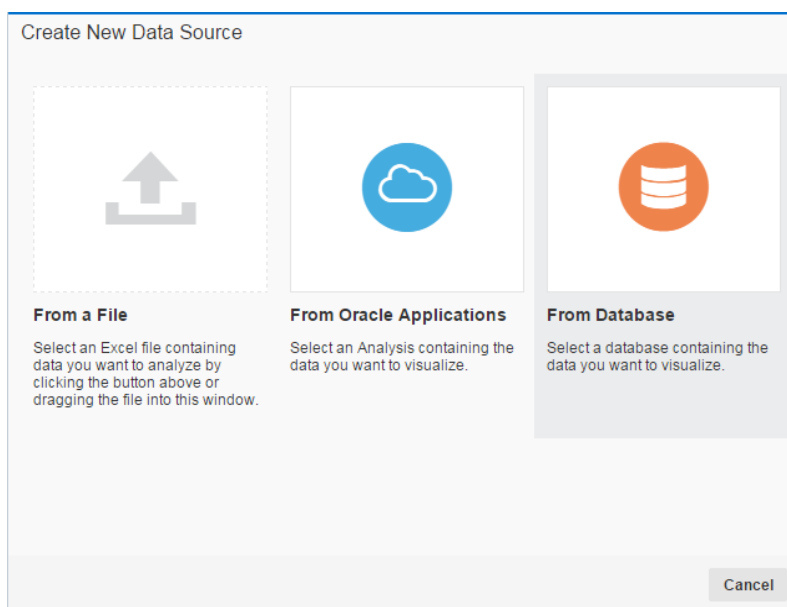 Create New Data Source
From a File
Select an Excel file containing
data you want to analyze by
clicking the button above or
dragging the file into this window.
From Oracle Applications
Select an Analysis containing the
data you want to visualize.
From Database
Select a database containing the
data you want to visualize.
Cancel